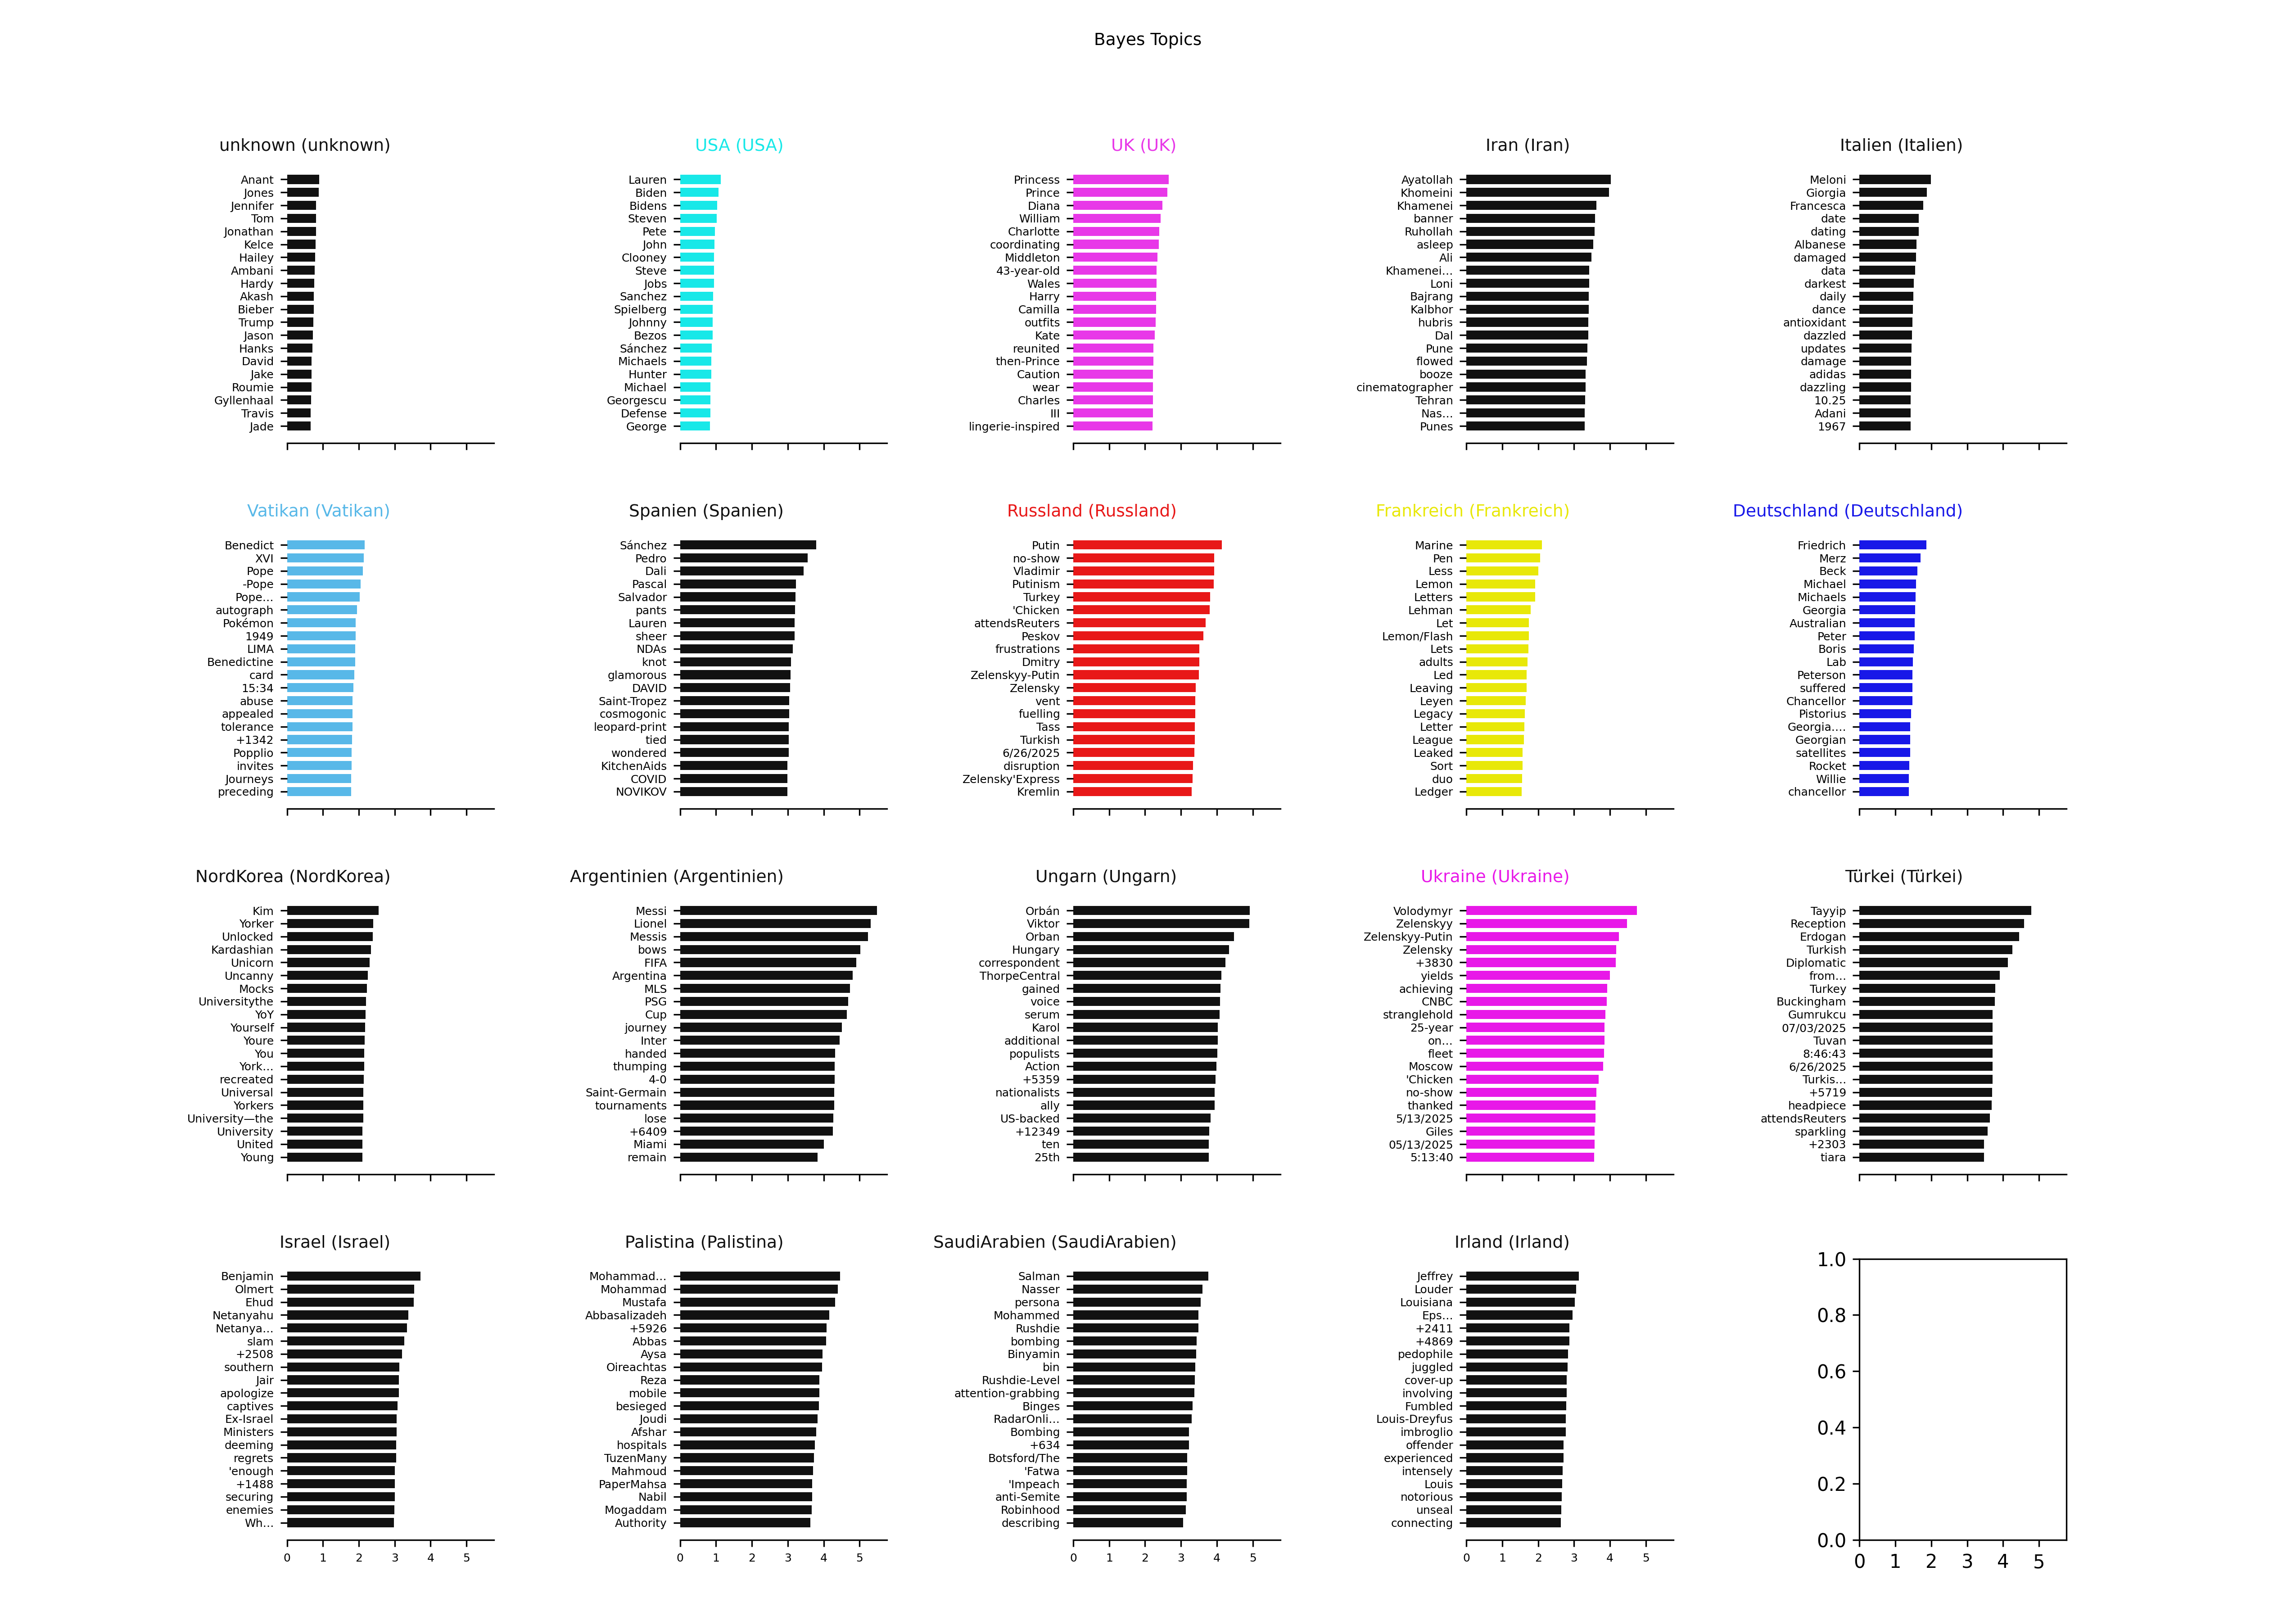 Bayes Topics
unknown (unknown)
Anant
Jones
Jennifer
Tom
Jonathan
Kelce
Hailey
Ambani
Hardy
Akash
Bieber
Trump
Jason
Hanks
David
Jake
Roumie
Gyllenhaal
Travis
Jade
USA (USA)
Lauren
Biden
Bidens
Steven
Pete
John
Clooney
Steve
Jobs
Sanchez
Spielberg
Johnny
Bezos
Sánchez
Michaels
Hunter
Michael
Georgescu
Defense
George
UK (UK)
Princess
Prince
Diana
William
Charlotte
coordinating
Middleton
43-year-old
Wales
Harry
Camilla
outfits
Kate
reunited
then-Prince
Caution
wear
Charles
III
lingerie-inspired
Iran (Iran)
Ayatollah
Khomeini
Khamenei
banner
Ruhollah
asleep
Ali
Khamenei…
Loni
Bajrang
Kalbhor
hubris
Dal
Pune
flowed
booze
cinematographer
Tehran
Nas…
Punes
Italien (Italien)
Meloni
Giorgia
Francesca
date
dating
Albanese
damaged
data
darkest
daily
dance
antioxidant
dazzled
updates
damage
adidas
dazzling
10.25
Adani
1967
Vatikan (Vatikan)
Benedict
XVI
Pope
-Pope
Pope…
autograph
Pokémon
1949
LIMA
Benedictine
card
15:34
abuse
appealed
tolerance
+1342
Popplio
invites
Journeys
preceding
Spanien (Spanien)
Sánchez
Pedro
Dali
Pascal
Salvador
pants
Lauren
sheer
NDAs
knot
glamorous
DAVID
Saint-Tropez
cosmogonic
leopard-print
tied
wondered
KitchenAids
COVID
NOVIKOV
Russland (Russland)
Putin
no-show
Vladimir
Putinism
Turkey
'Chicken
attendsReuters
Peskov
frustrations
Dmitry
Zelenskyy-Putin
Zelensky
vent
fuelling
Tass
Turkish
6/26/2025
disruption
Zelensky'Express
Kremlin
Frankreich (Frankreich)
Marine
Pen
Less
Lemon
Letters
Lehman
Let
Lemon/Flash
Lets
adults
Led
Leaving
Leyen
Legacy
Letter
League
Leaked
Sort
duo
Ledger
Deutschland (Deutschland)
Friedrich
Merz
Beck
Michael
Michaels
Georgia
Australian
Peter
Boris
Lab
Peterson
suffered
Chancellor
Pistorius
Georgia.…
Georgian
satellites
Rocket
Willie
chancellor
NordKorea (NordKorea)
Kim
Yorker
Unlocked
Kardashian
Unicorn
Uncanny
Mocks
Universitythe
YoY
Yourself
Youre
You
York…
recreated
Universal
Yorkers
University—the
University
United
Young
Argentinien (Argentinien)
Messi
Lionel
Messis
bows
FIFA
Argentina
MLS
PSG
Cup
journey
Inter
handed
thumping
4-0
Saint-Germain
tournaments
lose
+6409
Miami
remain
Ungarn (Ungarn)
Orbán
Viktor
Orban
Hungary
correspondent
ThorpeCentral
gained
voice
serum
Karol
additional
populists
Action
+5359
nationalists
ally
US-backed
+12349
ten
25th
Ukraine (Ukraine)
Volodymyr
Zelenskyy
Zelenskyy-Putin
Zelensky
+3830
yields
achieving
CNBC
stranglehold
25-year
on…
fleet
Moscow
'Chicken
no-show
thanked
5/13/2025
Giles
05/13/2025
5:13:40
Türkei (Türkei)
Tayyip
Reception
Erdogan
Turkish
Diplomatic
from…
Turkey
Buckingham
Gumrukcu
07/03/2025
Tuvan
8:46:43
6/26/2025
Turkis…
+5719
headpiece
attendsReuters
sparkling
+2303
tiara
Israel (Israel)
Benjamin
Olmert
Ehud
Netanyahu
Netanya…
slam
+2508
southern
Jair
apologize
captives
Ex-Israel
Ministers
deeming
regrets
'enough
+1488
securing
enemies
Wh…
0 1 2 3 4 5
Palistina (Palistina)
Mohammad…
Mohammad
Mustafa
Abbasalizadeh
+5926
Abbas
Aysa
Oireachtas
Reza
mobile
besieged
Joudi
Afshar
hospitals
TuzenMany
Mahmoud
PaperMahsa
Nabil
Mogaddam
Authority
0 1 2 3 4 5
SaudiArabien (SaudiArabien)
Salman
Nasser
persona
Mohammed
Rushdie
bombing
Binyamin
bin
Rushdie-Level
attention-grabbing
Binges
RadarOnli…
Bombing
+634
Botsford/The
'Fatwa
'Impeach
anti-Semite
Robinhood
describing
0 1 2 3 4 5
Irland (Irland)
Jeffrey
Louder
Louisiana
Eps…
+2411
+4869
pedophile
juggled
cover-up
involving
Fumbled
Louis-Dreyfus
imbroglio
offender
experienced
intensely
Louis
notorious
unseal
connecting
0 1 2 3 4 5
1.0
0.8
0.6
0.4
0.2
0.0
0 1 2 3 4 5